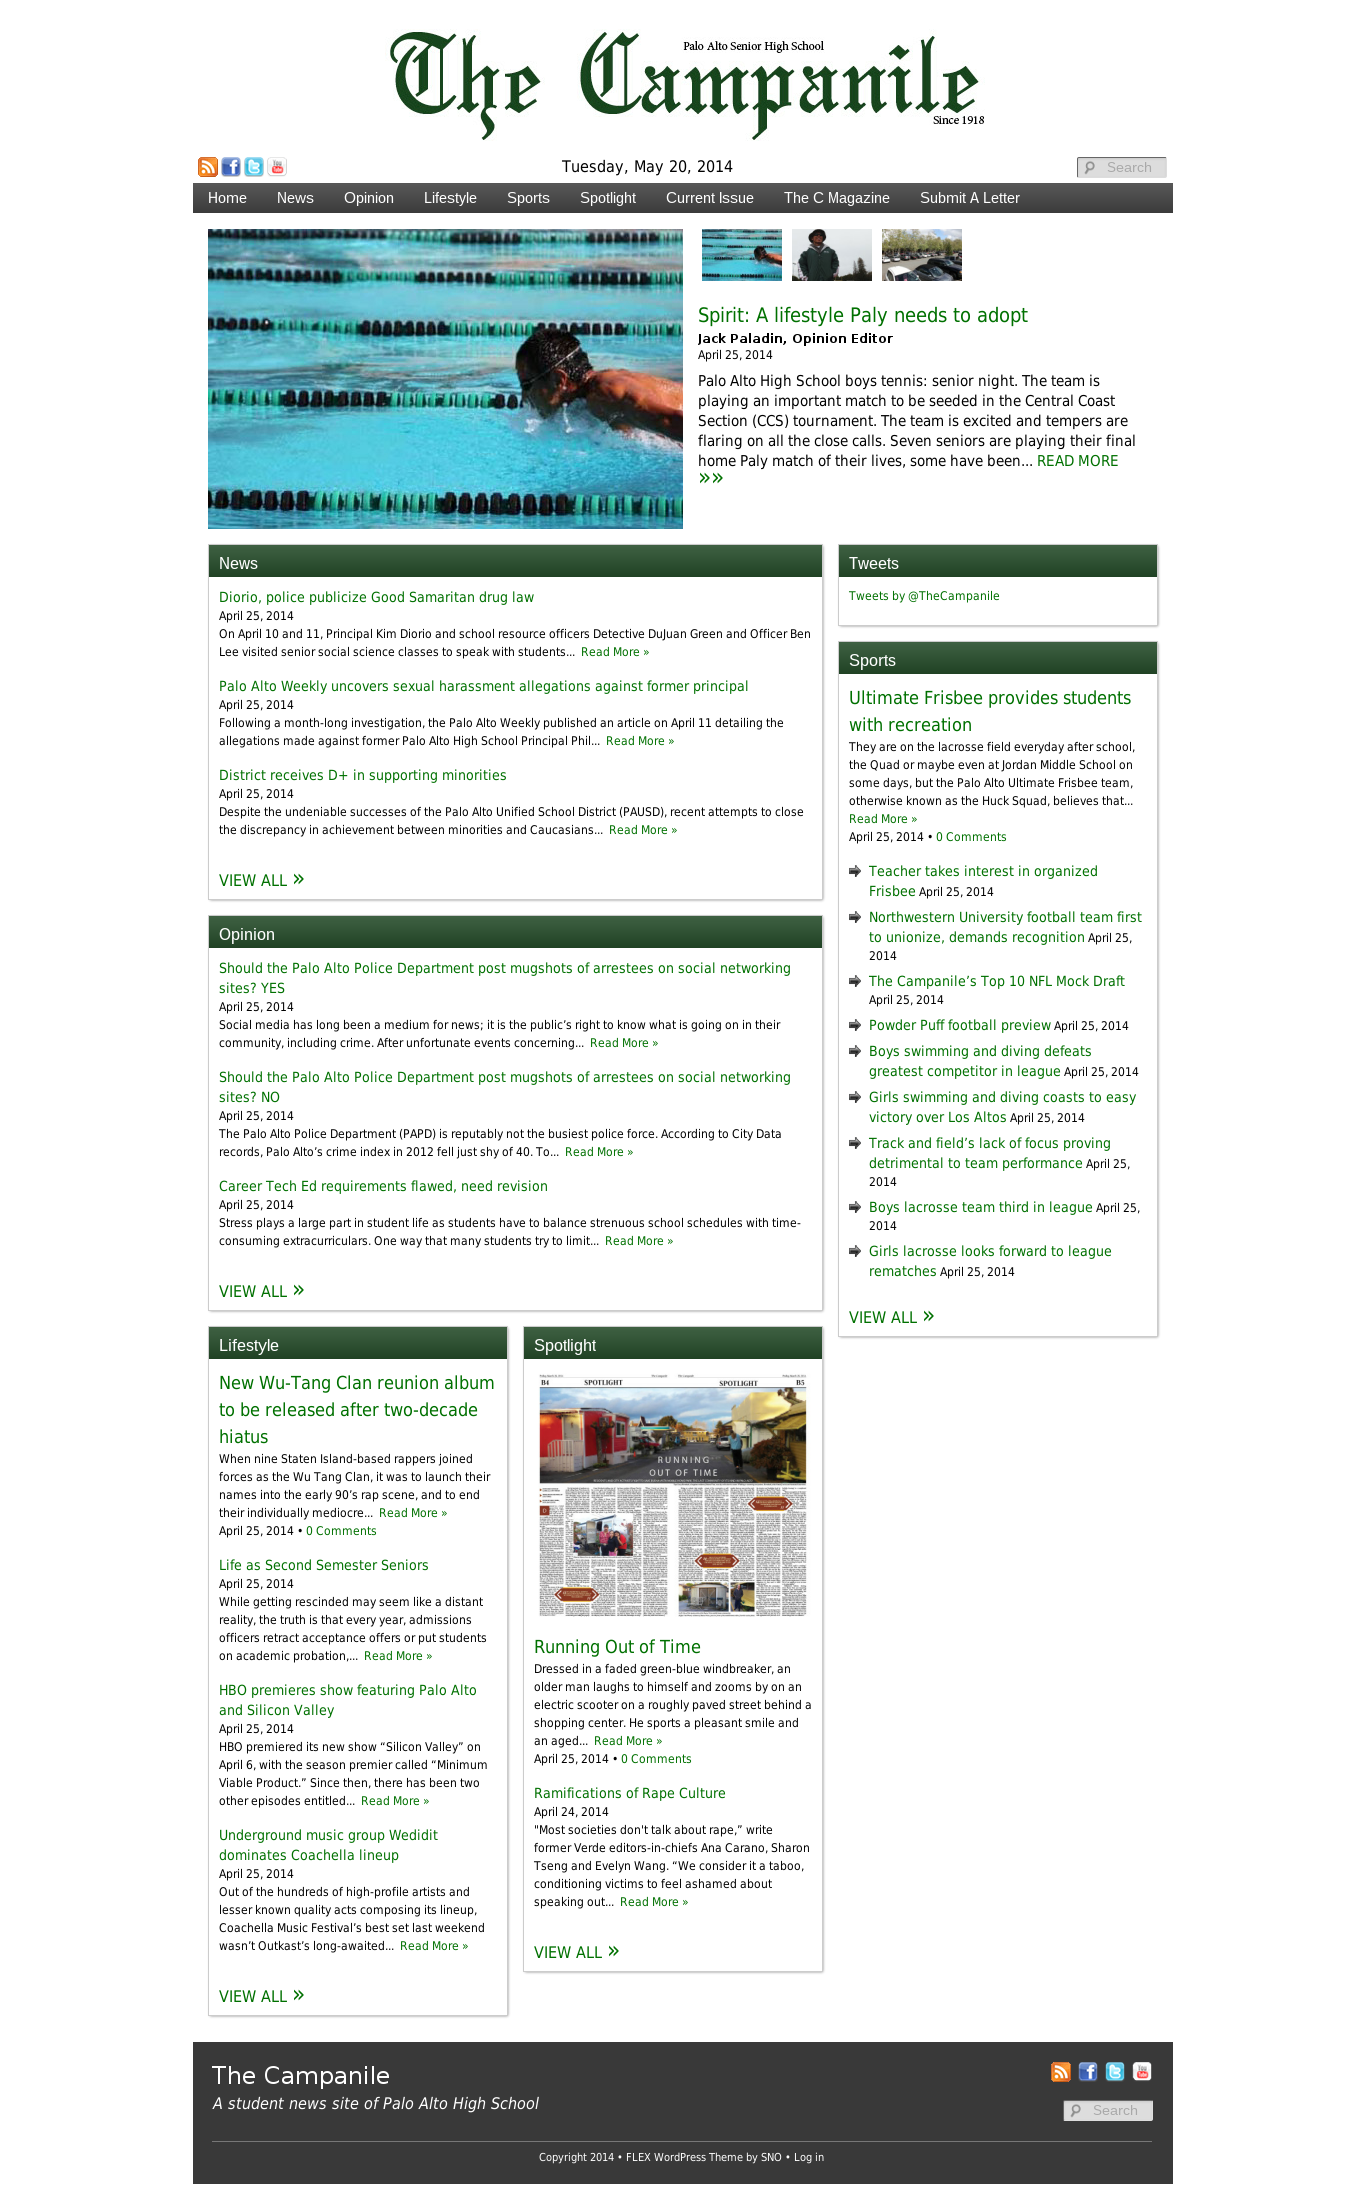 The Campanile
Palo Alto Senior High School
Since 1918
Tuesday, May 20, 2014
Search
Home News Opinion Lifestyle Sports Spotlight Current Issue The C Magazine Submit A Letter
Spirit: A lifestyle Paly needs to adopt
Jack Paladin, Opinion Editor
April 25, 2014
Palo Alto High School boys tennis: senior night. The team is
playing an important match to be seeded in the Central Coast
Section (CCS) tournament. The team is excited and tempers are
flaring on all the close calls. Seven seniors are playing their final
home Paly match of their lives, some have been... READ MORE
»»
News
Diorio, police publicize Good Samaritan drug law
April 25, 2014
On April 10 and 11, Principal Kim Diorio and school resource officers Detective DuJuan Green and Officer Ben
Lee visited senior social science classes to speak with students... Read More »
Palo Alto Weekly uncovers sexual harassment allegations against former principal
April 25, 2014
Following a month-long investigation, the Palo Alto Weekly published an article on April 11 detailing the
allegations made against former Palo Alto High School Principal Phil... Read More »
District receives D+ in supporting minorities
April 25, 2014
Despite the undeniable successes of the Palo Alto Unified School District (PAUSD), recent attempts to close
the discrepancy in achievement between minorities and Caucasians... Read More »
VIEW ALL »
Opinion
Should the Palo Alto Police Department post mugshots of arrestees on social networking
sites? YES
April 25, 2014
Social media has long been a medium for news; it is the public’s right to know what is going on in their
community, including crime. After unfortunate events concerning... Read More »
Should the Palo Alto Police Department post mugshots of arrestees on social networking
sites? NO
April 25, 2014
The Palo Alto Police Department (PAPD) is reputably not the busiest police force. According to City Data
records, Palo Alto’s crime index in 2012 fell just shy of 40. To... Read More »
Career Tech Ed requirements flawed, need revision
April 25, 2014
Stress plays a large part in student life as students have to balance strenuous school schedules with time-
consuming extracurriculars. One way that many students try to limit... Read More »
VIEW ALL »
Lifestyle
New Wu-Tang Clan reunion album
to be released after two-decade
hiatus
When nine Staten Island-based rappers joined
forces as the Wu Tang Clan, it was to launch their
names into the early 90’s rap scene, and to end
their individually mediocre... Read More »
April 25, 2014 • 0 Comments
Life as Second Semester Seniors
April 25, 2014
While getting rescinded may seem like a distant
reality, the truth is that every year, admissions
officers retract acceptance offers or put students
on academic probation,... Read More »
HBO premieres show featuring Palo Alto
and Silicon Valley
April 25, 2014
HBO premiered its new show “Silicon Valley” on
April 6, with the season premier called “Minimum
Viable Product.” Since then, there has been two
other episodes entitled... Read More »
Underground music group Wedidit
dominates Coachella lineup
April 25, 2014
Out of the hundreds of high-profile artists and
lesser known quality acts composing its lineup,
Coachella Music Festival’s best set last weekend
wasn’t Outkast’s long-awaited... Read More »
VIEW ALL »
Spotlight
B4 SPOTLIGHT SPOTLIGHT B5
RUNNING
OUT OF TIME
Running Out of Time
Dressed in a faded green-blue windbreaker, an
older man laughs to himself and zooms by on an
electric scooter on a roughly paved street behind a
shopping center. He sports a pleasant smile and
an aged... Read More »
April 25, 2014 • 0 Comments
Ramifications of Rape Culture
April 24, 2014
"Most societies don't talk about rape,” write
former Verde editors-in-chiefs Ana Carano, Sharon
Tseng and Evelyn Wang. “We consider it a taboo,
conditioning victims to feel ashamed about
speaking out... Read More »
VIEW ALL »
Tweets
Tweets by @TheCampanile
Sports
Ultimate Frisbee provides students
with recreation
They are on the lacrosse field everyday after school,
the Quad or maybe even at Jordan Middle School on
some days, but the Palo Alto Ultimate Frisbee team,
otherwise known as the Huck Squad, believes that...
Read More »
April 25, 2014 • 0 Comments
Teacher takes interest in organized
Frisbee April 25, 2014
Northwestern University football team first
to unionize, demands recognition April 25,
2014
The Campanile’s Top 10 NFL Mock Draft
April 25, 2014
Powder Puff football preview April 25, 2014
Boys swimming and diving defeats
greatest competitor in league April 25, 2014
Girls swimming and diving coasts to easy
victory over Los Altos April 25, 2014
Track and field’s lack of focus proving
detrimental to team performance April 25,
2014
Boys lacrosse team third in league April 25,
2014
Girls lacrosse looks forward to league
rematches April 25, 2014
VIEW ALL »
The Campanile
A student news site of Palo Alto High School
Search
Copyright 2014 • FLEX WordPress Theme by SNO • Log in